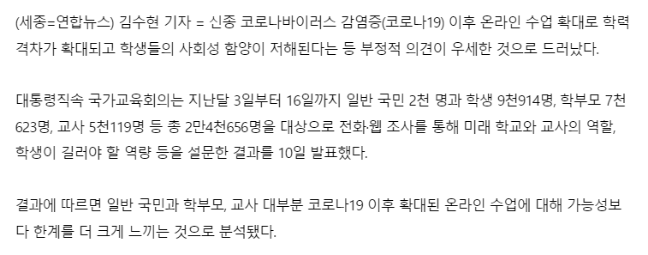 (세종=연합뉴스) 김수현 기자 = 신종 코로나바이러스 감염증(코로나19) 이후 온라인 수업 확대로 학력
격차가 확대되고 학생들의 사회성 함양이 저해된다는 등 부정적 의견이 우세한 것으로 드러났다.
대통령직속 국가교육회의는 지난달 3일부터 16일까지 일반 국민 2천 명과 학생 9천914명, 학부모 7천
623명, 교사 5천119명 등 총 2만4천656명을 대상으로 전화·웹 조사를 통해 미래 학교와 교사의 역할,
학생이 길러야 할 역량 등을 설문한 결과를 10일 발표했다.
결과에 따르면 일반 국민과 학부모, 교사 대부분 코로나19 이후 확대된 온라인 수업에 대해 가능성보
다 한계를 더 크게 느끼는 것으로 분석됐다.